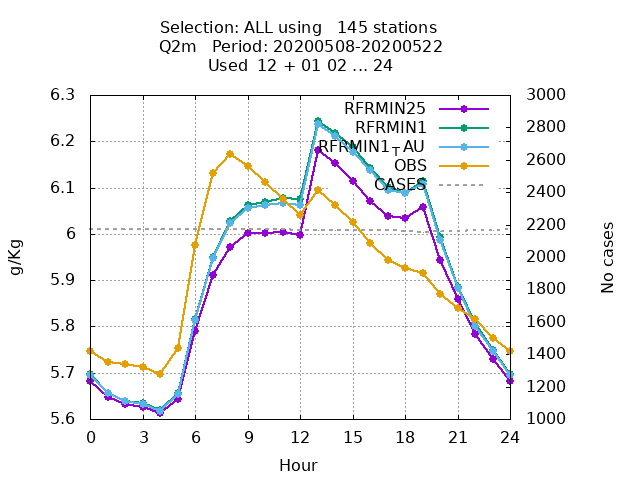 Selection: ALL using   145 stations
Q2m   Period: 20200508-20200522
Used  12 + 01 02 ... 24
g/Kg
No cases
6.3
6.2
6.1
6
5.9
5.8
5.7
5.6
3000
2800
2600
2400
2200
2000
1800
1600
1400
1200
1000
RFRMIN25
RFRMIN1
RFRMIN1┬AU
OBS
CASES
0 3 6 9 12 15 18 21 24
Hour